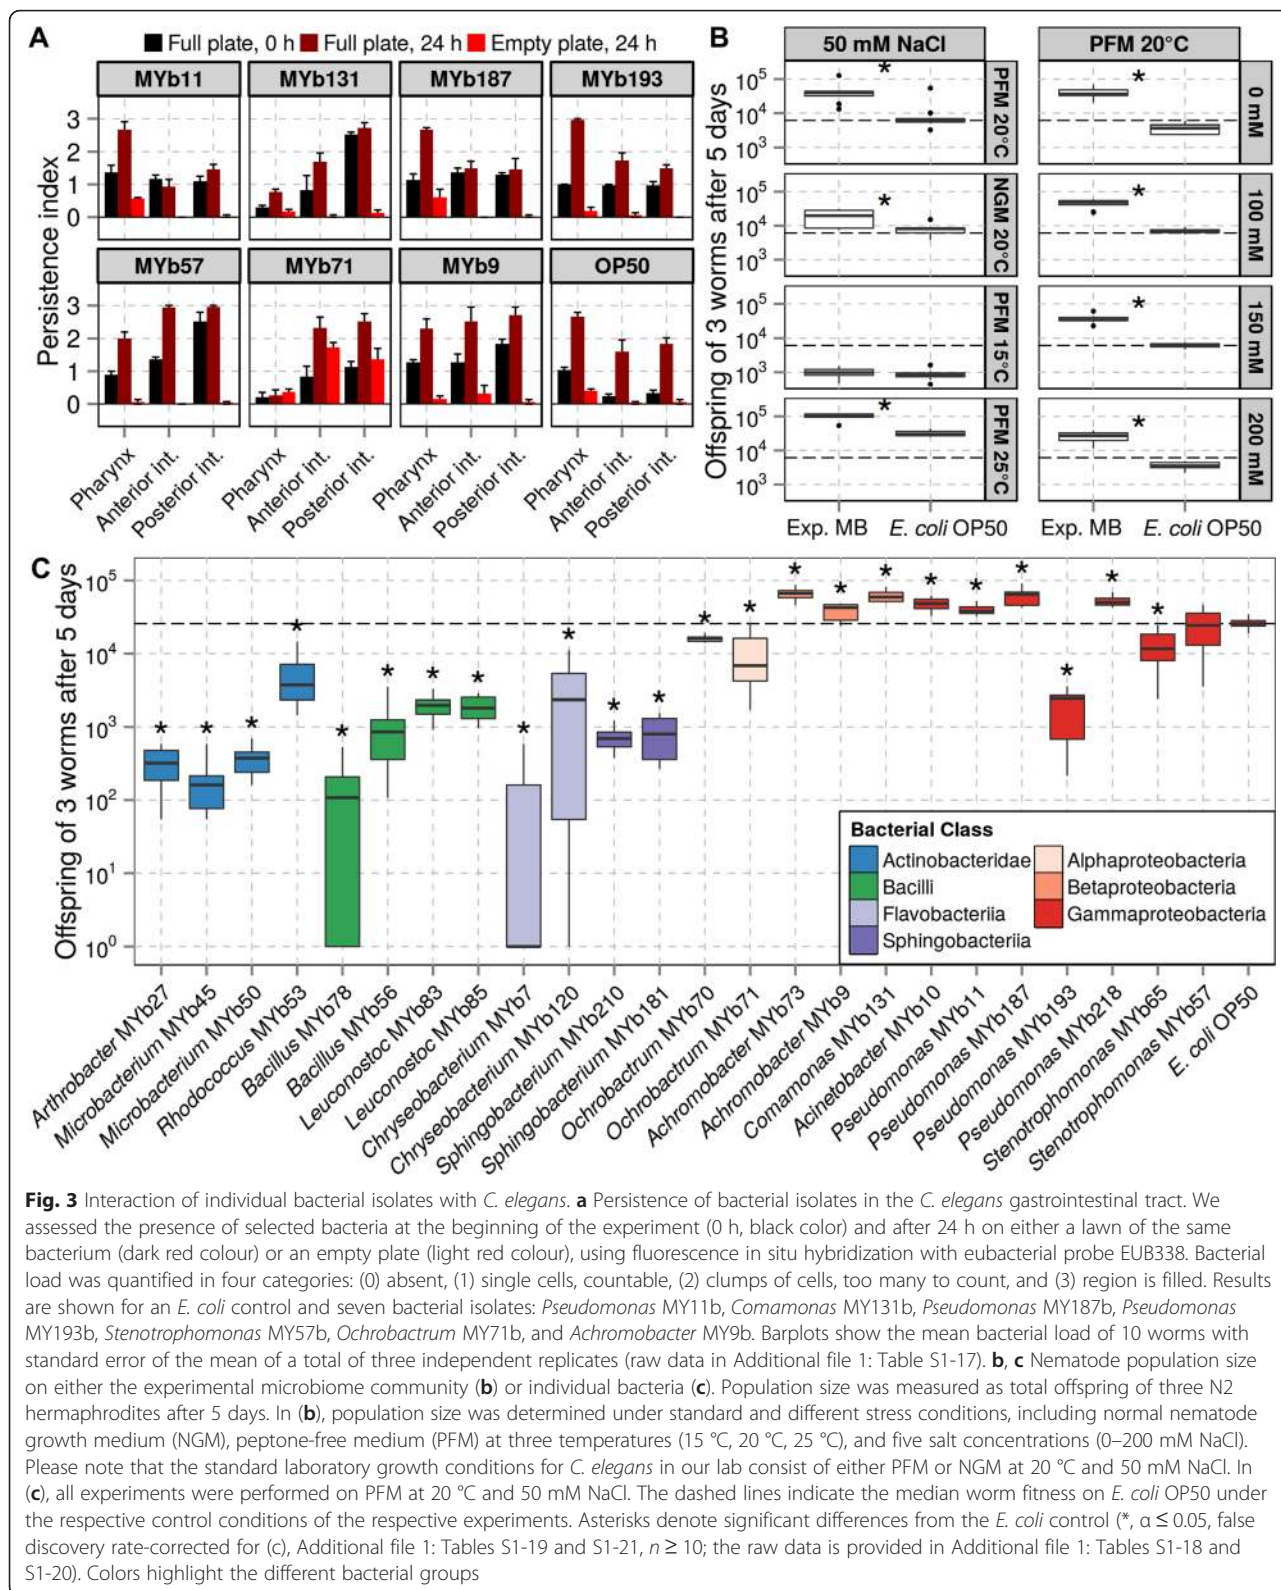 A
Full plate, 0 h
Full plate, 24 h
Empty plate, 24 h
MYb11
MYb131
MYb187
MYb193
3
2
1
0
MYb57
MYb71
MYb9
OP50
3
2
1
0
Persistence index
Pharynx
Anterior int.
Posterior int.
Pharynx
Anterior int.
Posterior int.
Pharynx
Anterior int.
Posterior int.
Pharynx
Anterior int.
Posterior int.
B
50 mM NaCl
PFM 20°C
Offspring of 3 worms after 5 days
10⁵
10⁴
10³
*
PFM 20°C
*
0 mM
10⁵
10⁴
10³
*
NGM 20°C
*
100 mM
10⁵
10⁴
10³
PFM 15°C
*
150 mM
10⁵
10⁴
10³
*
PFM 25°C
*
200 mM
Exp. MB
E. coli OP50
Exp. MB
E. coli OP50
C
Offspring of 3 worms after 5 days
10⁵
10⁴
10³
10²
10¹
10⁰
* * * * * * * * * * * * * * * * * * * * * * *
Bacterial Class
Actinobacteridae
Bacilli
Flavobacteriia
Sphingobacteriia
Alphaproteobacteria
Betaproteobacteria
Gammaproteobacteria
Arthrobacter MYb27
Microbacterium MYb45
Microbacterium MYb50
Rhodococcus MYb53
Bacillus MYb78
Bacillus MYb56
Leuconostoc MYb83
Leuconostoc MYb85
Chryseobacterium MYb7
Chryseobacterium MYb120
Sphingobacterium MYb210
Sphingobacterium MYb181
Ochrobactrum MYb70
Ochrobactrum MYb71
Achromobacter MYb73
Achromobacter MYb9
Comamonas MYb131
Acinetobacter MYb10
Pseudomonas MYb11
Pseudomonas MYb187
Pseudomonas MYb193
Pseudomonas MYb218
Stenotrophomonas MYb65
Stenotrophomonas MYb57
E. coli OP50
Fig. 3 Interaction of individual bacterial isolates with C. elegans. a Persistence of bacterial isolates in the C. elegans gastrointestinal tract. We
assessed the presence of selected bacteria at the beginning of the experiment (0 h, black color) and after 24 h on either a lawn of the same
bacterium (dark red colour) or an empty plate (light red colour), using fluorescence in situ hybridization with eubacterial probe EUB338. Bacterial
load was quantified in four categories: (0) absent, (1) single cells, countable, (2) clumps of cells, too many to count, and (3) region is filled. Results
are shown for an E. coli control and seven bacterial isolates: Pseudomonas MY11b, Comamonas MY131b, Pseudomonas MY187b, Pseudomonas
MY193b, Stenotrophomonas MY57b, Ochrobactrum MY71b, and Achromobacter MY9b. Barplots show the mean bacterial load of 10 worms with
standard error of the mean of a total of three independent replicates (raw data in Additional file 1: Table S1-17). b, c Nematode population size
on either the experimental microbiome community (b) or individual bacteria (c). Population size was measured as total offspring of three N2
hermaphrodites after 5 days. In (b), population size was determined under standard and different stress conditions, including normal nematode
growth medium (NGM), peptone-free medium (PFM) at three temperatures (15 °C, 20 °C, 25 °C), and five salt concentrations (0–200 mM NaCl).
Please note that the standard laboratory growth conditions for C. elegans in our lab consist of either PFM or NGM at 20 °C and 50 mM NaCl. In
(c), all experiments were performed on PFM at 20 °C and 50 mM NaCl. The dashed lines indicate the median worm fitness on E. coli OP50 under
the respective control conditions of the respective experiments. Asterisks denote significant differences from the E. coli control (*, α ≤ 0.05, false
discovery rate-corrected for (c), Additional file 1: Tables S1-19 and S1-21, n ≥ 10; the raw data is provided in Additional file 1: Tables S1-18 and
S1-20). Colors highlight the different bacterial groups